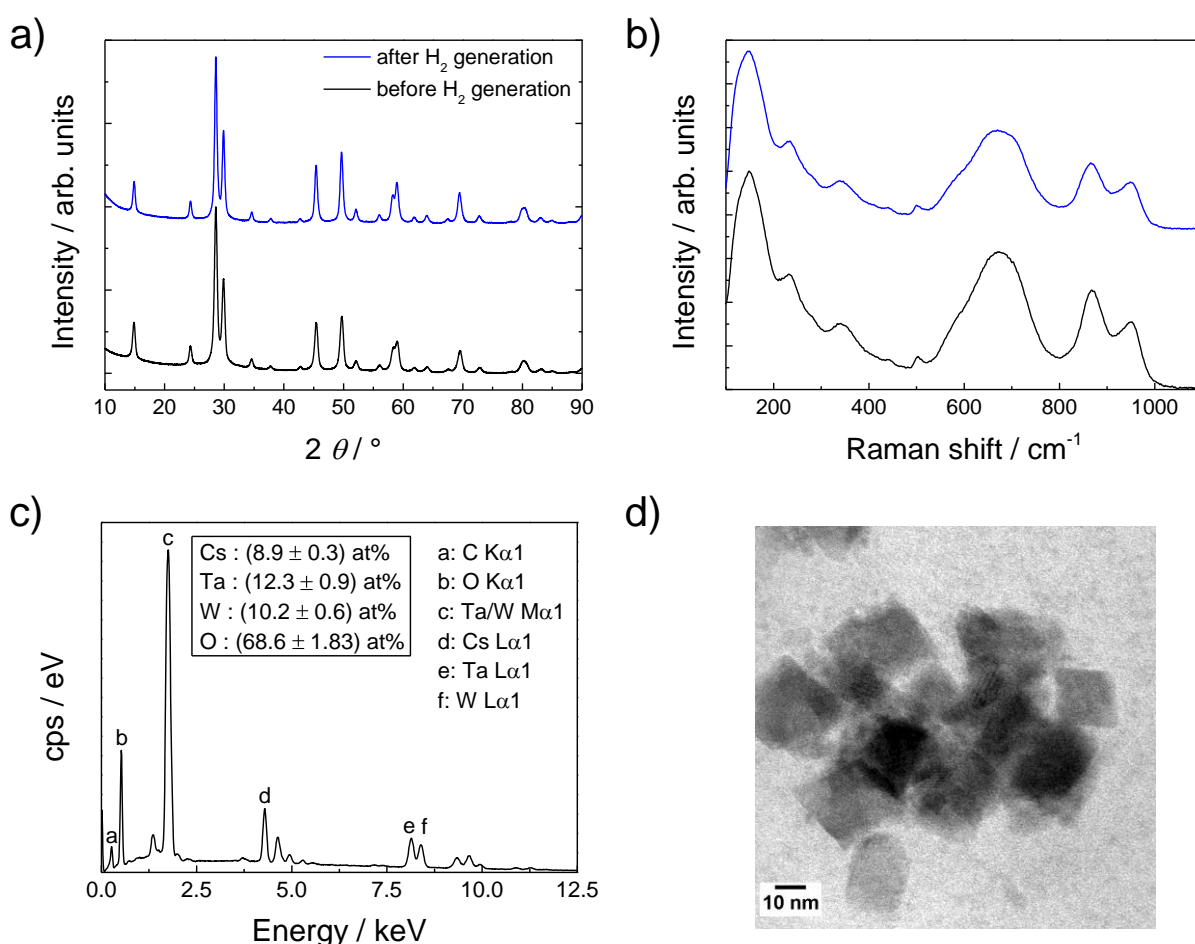 a)
after H₂ generation
before H₂ generation
Intensity / arb. units
10 20 30 40 50 60 70 80 90
2 θ / °
b)
Intensity / arb. units
200 400 600 800 1000
Raman shift / cm⁻¹
c)
c
b
a
d
e f
Cs : (8.9 ± 0.3) at%
Ta : (12.3 ± 0.9) at%
W : (10.2 ± 0.6) at%
O : (68.6 ± 1.83) at%
a: C Kα1
b: O Kα1
c: Ta/W Mα1
d: Cs Lα1
e: Ta Lα1
f: W Lα1
cps / eV
0.0 2.5 5.0 7.5 10.0 12.5
Energy / keV
d)
10 nm